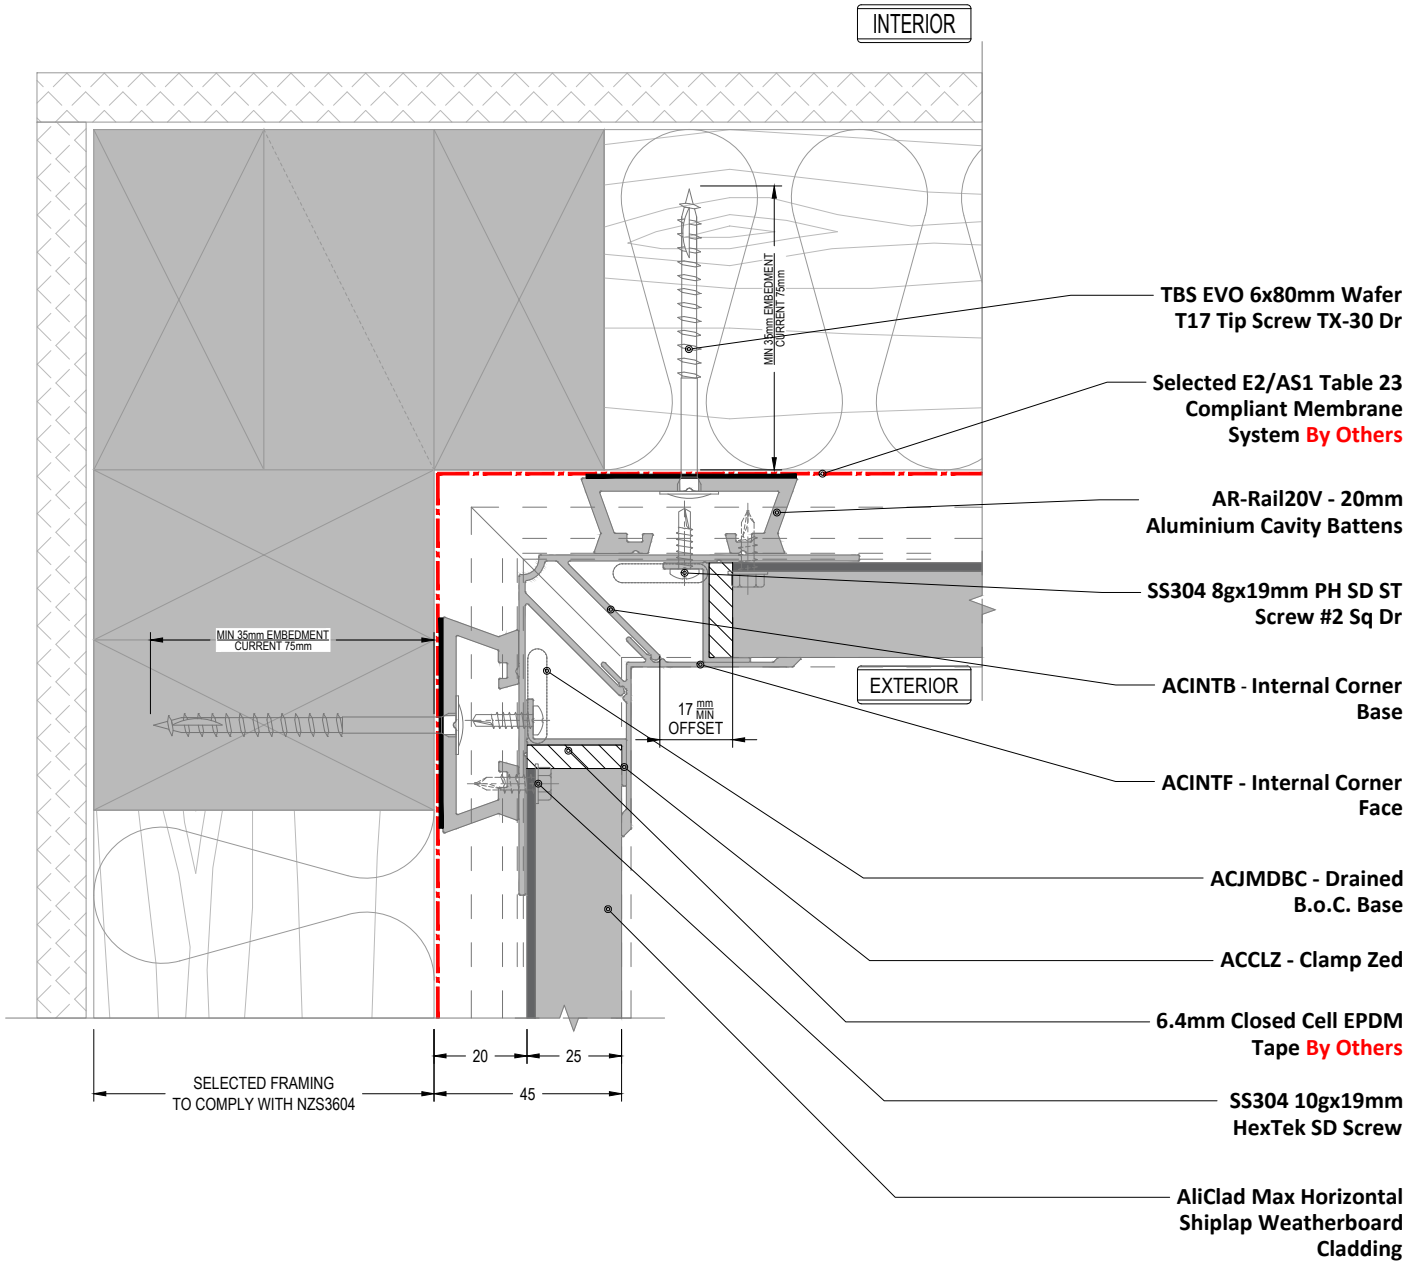 INTERIOR
MIN 35mm EMBEDMENT
CURRENT 75mm
TBS EVO 6x80mm Wafer
T17 Tip Screw TX-30 Dr
Selected E2/AS1 Table 23
Compliant Membrane
System By Others
AR-Rail20V - 20mm
Aluminium Cavity Battens
SS304 8gx19mm PH SD ST
Screw #2 Sq Dr
MIN 35mm EMBEDMENT
CURRENT 75mm
EXTERIOR
ACINTB - Internal Corner
Base
17 mm
MIN
OFFSET
ACINTF - Internal Corner
Face
ACJMDBC - Drained
B.o.C. Base
ACCLZ - Clamp Zed
6.4mm Closed Cell EPDM
Tape By Others
20 25
45
SELECTED FRAMING
TO COMPLY WITH NZS3604
SS304 10gx19mm
HexTek SD Screw
AliClad Max Horizontal
Shiplap Weatherboard
Cladding